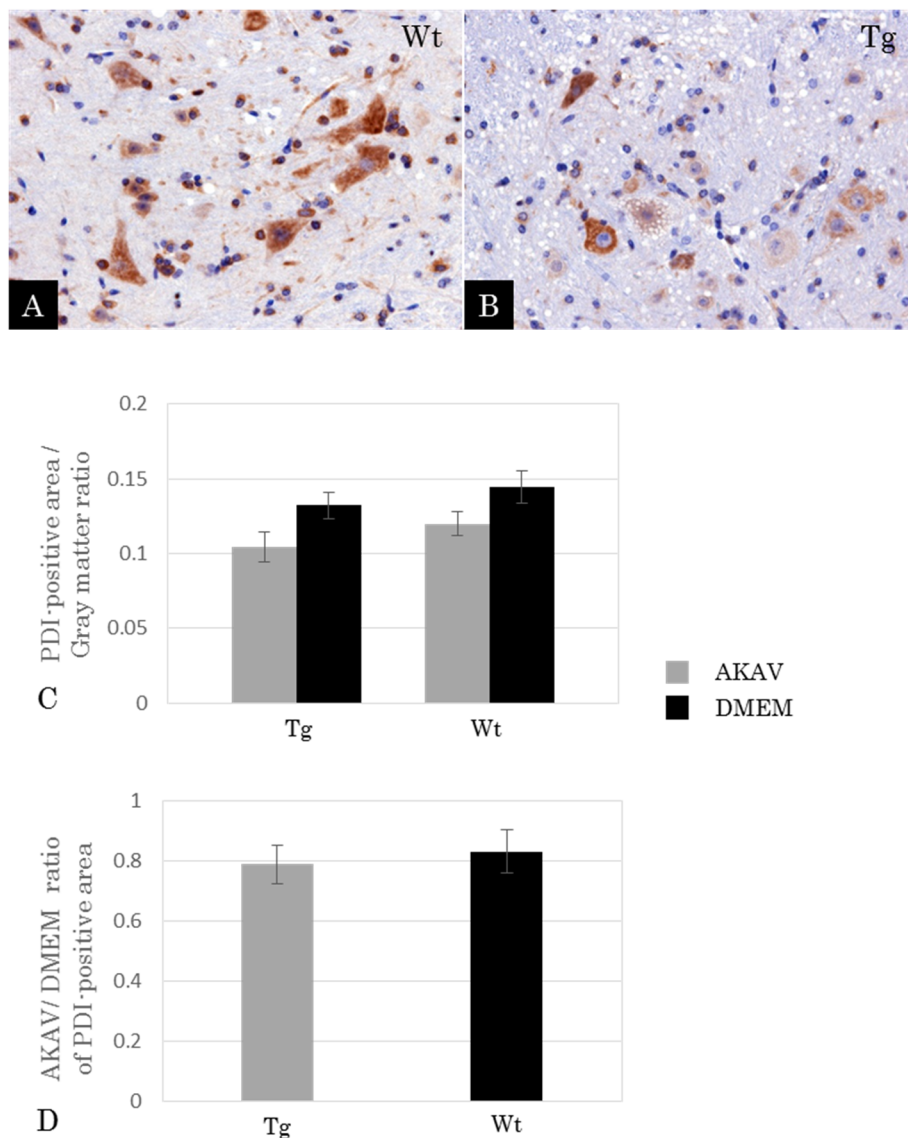 Wt
Tg
A
B
0.2
0.15
0.1
0.05
0
PDI-positive area /
Gray matter ratio
C
Tg
Wt
AKAV
DMEM
1
0.8
0.6
0.4
0.2
0
AKAV/ DMEM ratio
of PDI-positive area
D
Tg
Wt